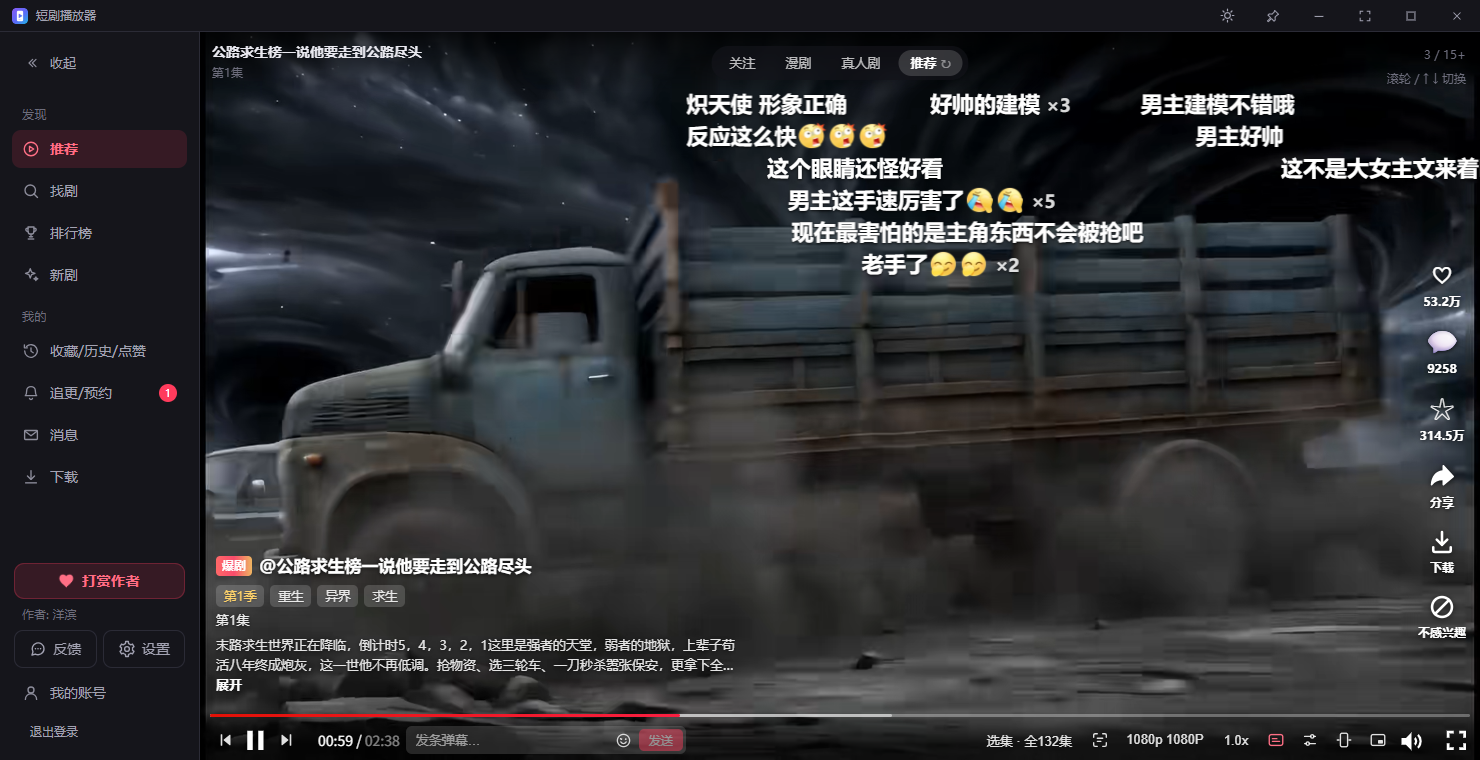 短剧播放器
收起
发现
推荐
找剧
排行榜
新剧
我的
收藏/历史/点赞
追更/预约 1
消息
下载
打赏作者
作者: 洋滨
反馈 设置
我的账号
退出登录
公路求生榜一说他要走到公路尽头
第1集
关注 漫剧 真人剧 推荐 ↻
3 / 15+
滚轮 / ↑ ↓ 切换
炽天使 形象正确 好帅的建模 ×3 男主建模不错哦
反应这么快 男主好帅
这个眼睛还怪好看 这不是大女主文来着
男主这手速厉害了 ×5
现在最害怕的是主角东西不会被抢吧
老手了 ×2
53.2万
9258
314.5万
分享
下载
不感兴趣
爆剧 @公路求生榜一说他要走到公路尽头
第1季 重生 异界 求生
第1集
末路求生世界正在降临，倒计时5，4，3，2，1这里是强者的天堂，弱者的地狱，上辈子苟
活八年终成炮灰，这一世他不再低调。抢物资、选三轮车、一刀秒杀嚣张保安，更拿下全...
展开
00:59 / 02:38 发条弹幕... 发送 选集 · 全132集 1080p 1080P 1.0x